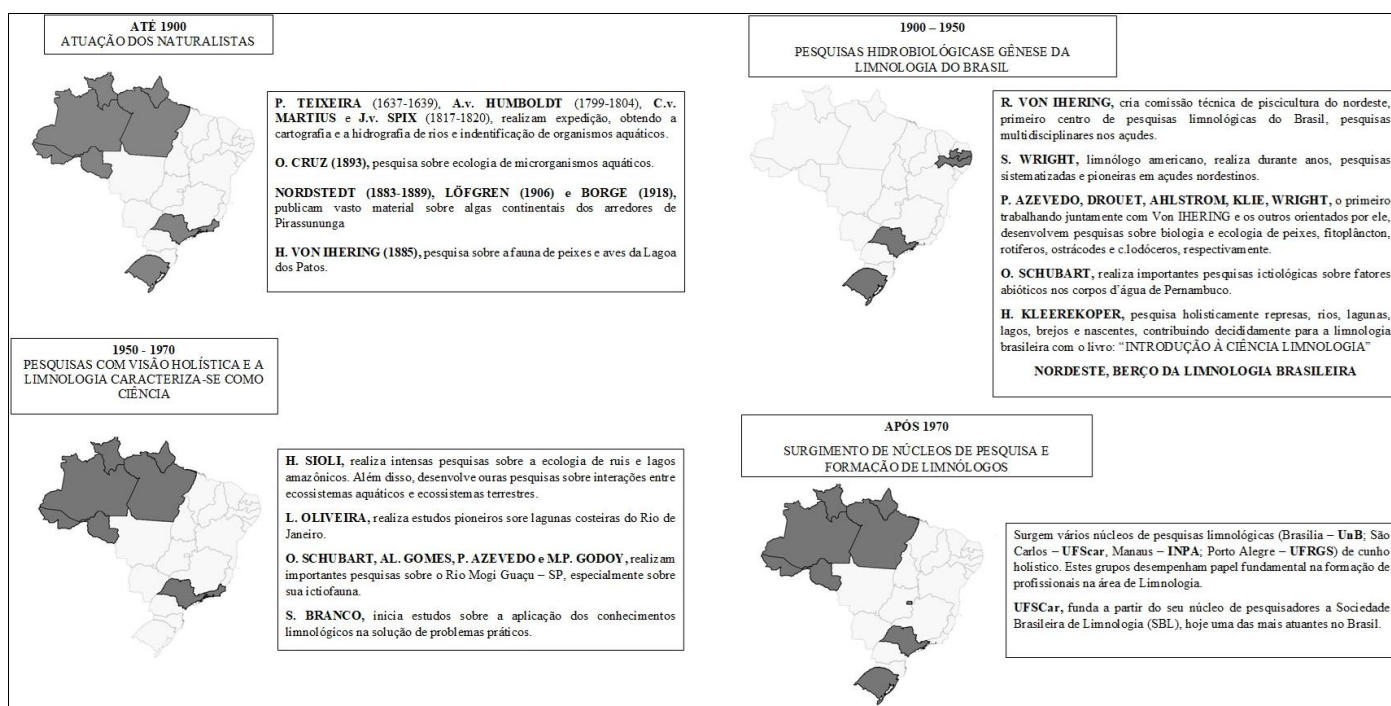 ATÉ 1900
ATUAÇÃO DOS NATURALISTAS
P. TEIXEIRA (1637-1639), A.v. HUMBOLDT (1799-1804), C.v.
MARTIUS e J.v. SPIX (1817-1820), realizam expedição, obtendo a
cartografia e a hidrografia de rios e indentificação de organismos aquáticos.
O. CRUZ (1893), pesquisa sobre ecologia de microrganismos aquáticos.
NORDSTEDT (1883-1889), LÖFGREN (1906) e BORGE (1918),
publicam vasto material sobre algas continentais dos arredores de
Pirassununga
H. VON IHERING (1885), pesquisa sobre a fauna de peixes e aves da Lagoa
dos Patos.
1900 – 1950
PESQUISAS HIDROBIOLÓGICASE GÊNESE DA
LIMNOLOGIA DO BRASIL
R. VON IHERING, cria comissão técnica de piscicultura do nordeste,
primeiro centro de pesquisas limnológicas do Brasil, pesquisas
multidisciplinares nos açudes.
S. WRIGHT, limnólogo americano, realiza durante anos, pesquisas
sistematizadas e pioneiras em açudes nordestinos.
P. AZEVEDO, DROUET, AHLSTROM, KLIE, WRIGHT, o primeiro
trabalhando juntamente com Von IHERING e os outros orientados por ele,
desenvolvem pesquisas sobre biologia e ecologia de peixes, fitoplâncton,
rotíferos, ostrácodes e c.lodóceros, respectivamente.
O. SCHUBART, realiza importantes pesquisas ictiológicas sobre fatores
abióticos nos corpos d'água de Pernambuco.
H. KLEEREKOPER, pesquisa holisticamente represas, rios, lagunas,
lagos, brejos e nascentes, contribuindo decididamente para a limnologia
brasileira com o livro: "INTRODUÇÃO À CIÊNCIA LIMNOLOGIA"
NORDESTE, BERÇO DA LIMNOLOGIA BRASILEIRA
1950 - 1970
PESQUISAS COM VISÃO HOLÍSTICA E A
LIMNOLOGIA CARACTERIZA-SE COMO
CIÊNCIA
H. SIOLI, realiza intensas pesquisas sobre a ecologia de ruis e lagos
amazônicos. Além disso, desenvolve ouras pesquisas sobre interações entre
ecossistemas aquáticos e ecossistemas terrestres.
L. OLIVEIRA, realiza estudos pioneiros sore lagunas costeiras do Rio de
Janeiro.
O. SCHUBART, AL. GOMES, P. AZEVEDO e M.P. GODOY, realizam
importantes pesquisas sobre o Rio Mogi Guaçu – SP, especialmente sobre
sua ictiofauna.
S. BRANCO, inicia estudos sobre a aplicação dos conhecimentos
limnológicos na solução de problemas práticos.
APÓS 1970
SURGIMENTO DE NÚCLEOS DE PESQUISA E
FORMAÇÃO DE LIMNÓLOGOS
Surgem vários núcleos de pesquisas limnológicas (Brasília – UnB; São
Carlos – UFScar, Manaus – INPA; Porto Alegre – UFRGS) de cunho
holístico. Estes grupos desempenham papel fundamental na formação de
profissionais na área de Limnologia.
UFSCar, funda a partir do seu núcleo de pesquisadores a Sociedade
Brasileira de Limnologia (SBL), hoje uma das mais atuantes no Brasil.